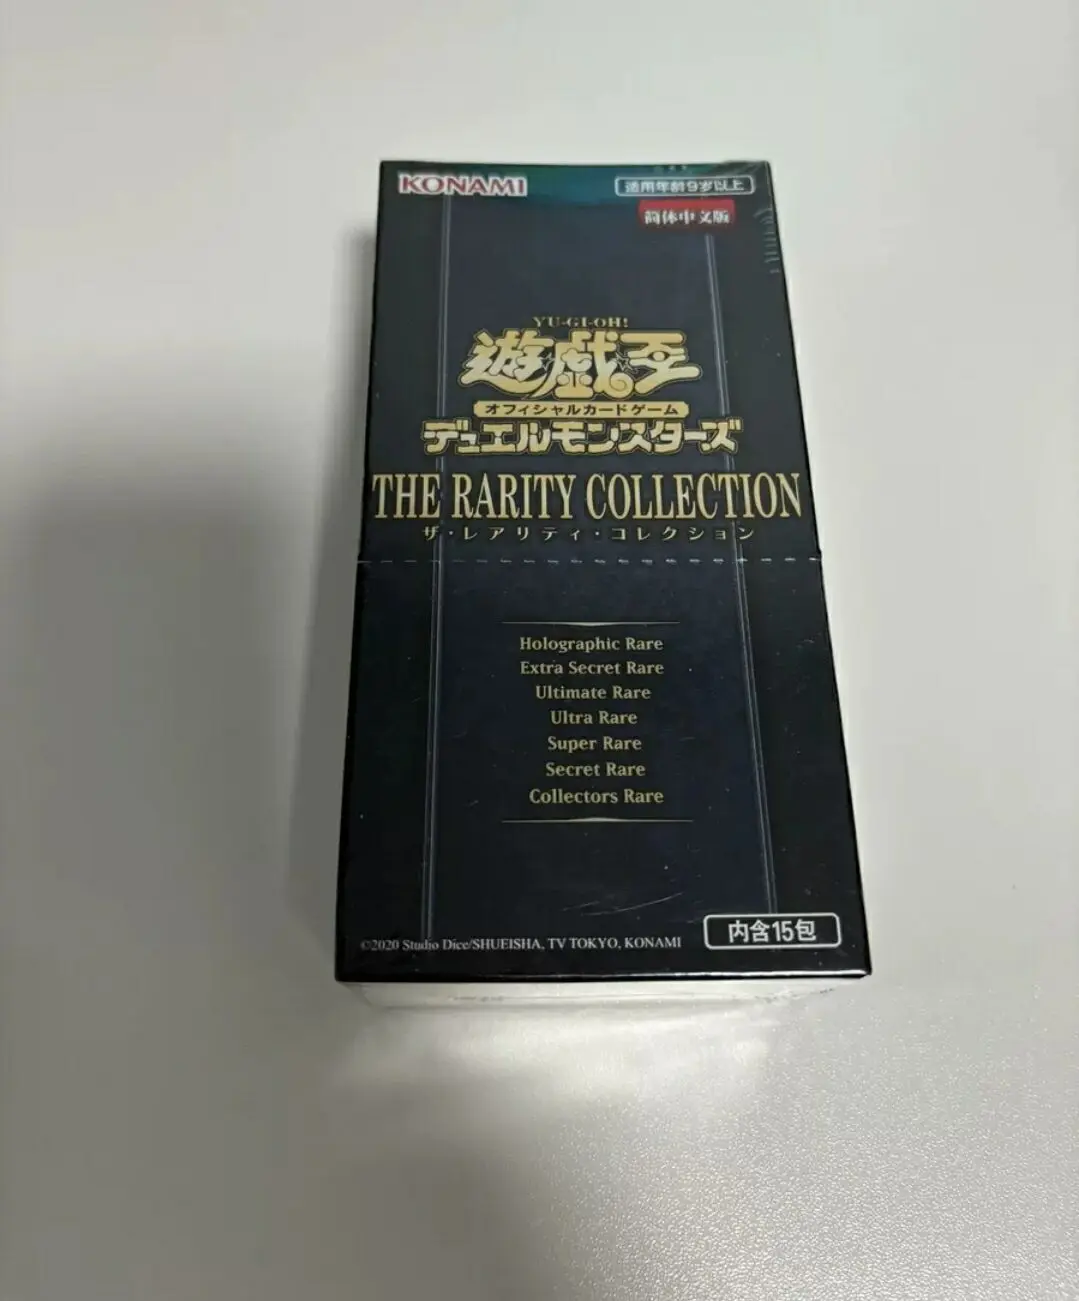 KONAMI
适用年龄9岁以上
简体中文版
YU-GI-OH!
遊戯王
オフィシャルカードゲーム
デュエルモンスターズ
THE RARITY COLLECTION
ザ・レアリティ・コレクション
Holographic Rare
Extra Secret Rare
Ultimate Rare
Ultra Rare
Super Rare
Secret Rare
Collectors Rare
©2020 Studio Dice/SHUEISHA, TV TOKYO, KONAMI
内含15包